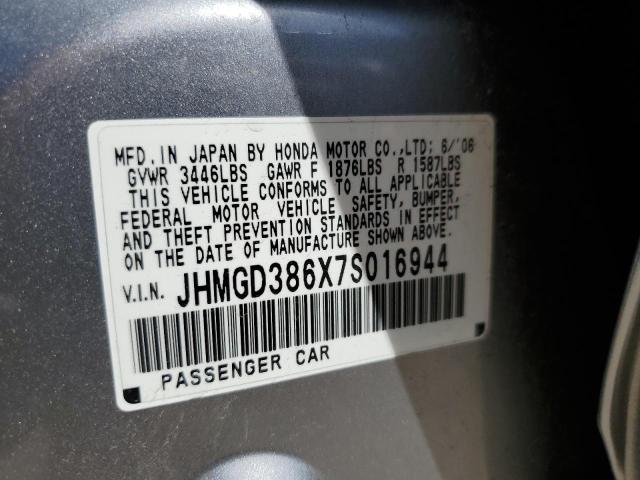 MFD. IN JAPAN BY HONDA MOTOR CO.,LTD; 6/'06
GVWR 3446LBS GAWR F 1876LBS R 1587LBS
THIS VEHICLE CONFORMS TO ALL APPLICABLE
FEDERAL MOTOR VEHICLE SAFETY, BUMPER,
AND THEFT PREVENTION STANDARDS IN EFFECT
ON THE DATE OF MANUFACTURE SHOWN ABOVE.
V.I.N. JHMGD386X7S016944
PASSENGER CAR